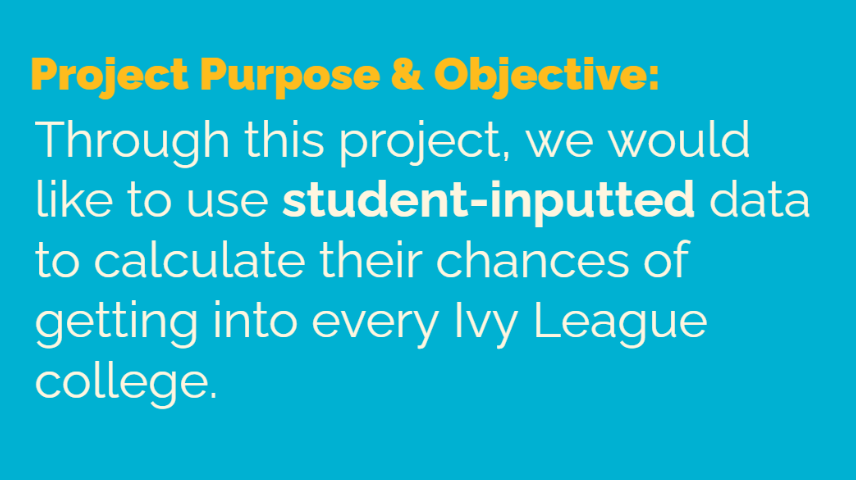 Project Purpose & Objective:
Through this project, we would
like to use student-inputted data
to calculate their chances of
getting into every Ivy League
college.